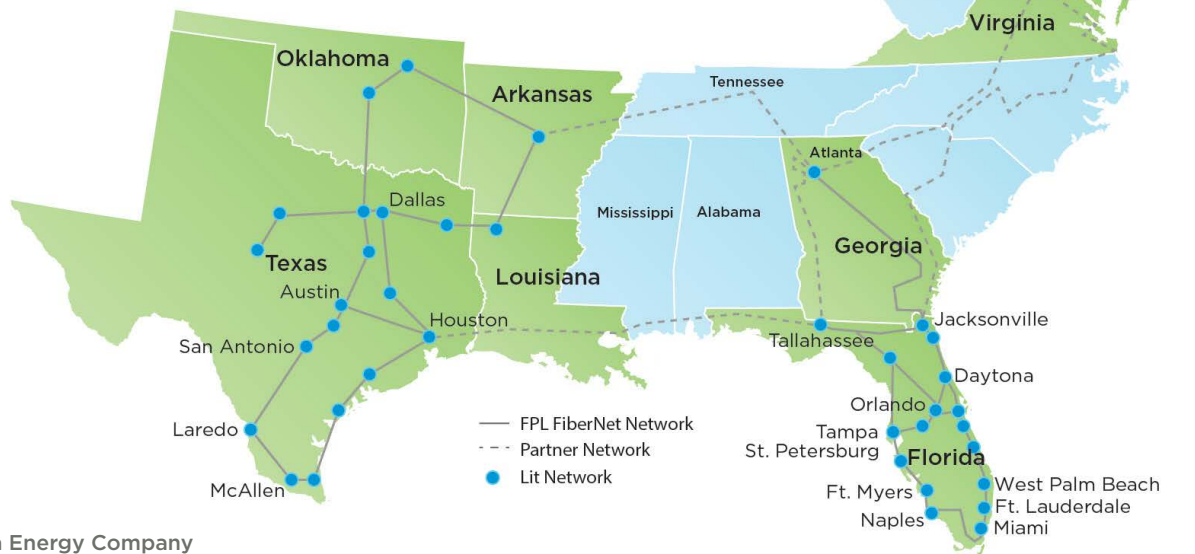 Virginia
Oklahoma
Tennessee
Arkansas
Atlanta
Dallas
Mississippi
Alabama
Georgia
Texas
Louisiana
Austin
Houston
Jacksonville
San Antonio
Tallahassee
Daytona
Orlando
Laredo
FPL FiberNet Network
Tampa
Partner Network
St. Petersburg
Florida
Lit Network
McAllen
West Palm Beach
Ft. Myers
Ft. Lauderdale
Naples
Miami
Energy Company